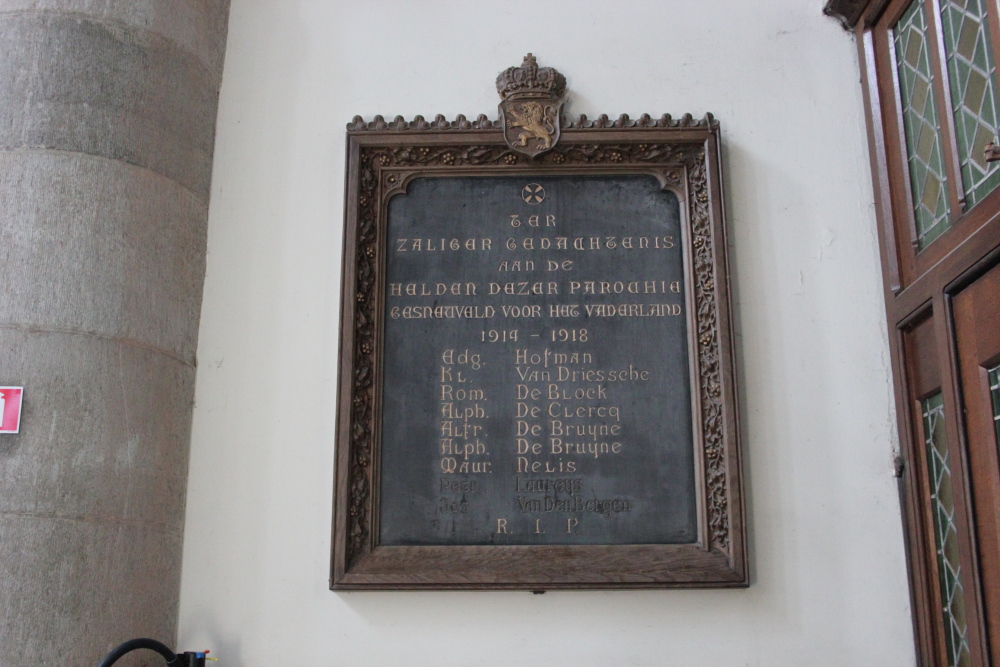 TER
ZALIGER GEDACHTENIS
AAN DE
HELDEN DEZER PAROCHIE
GESNEUVELD VOOR HET VADERLAND
1914 - 1918
Edg. Hofman
Kl. Van Driessche
Rom. De Block
Alph. De Clercq
Alfr. De Bruyne
Alph. De Bruyne
Maur. Nelis
Laureys
Van Den Bergen
R. I. P.